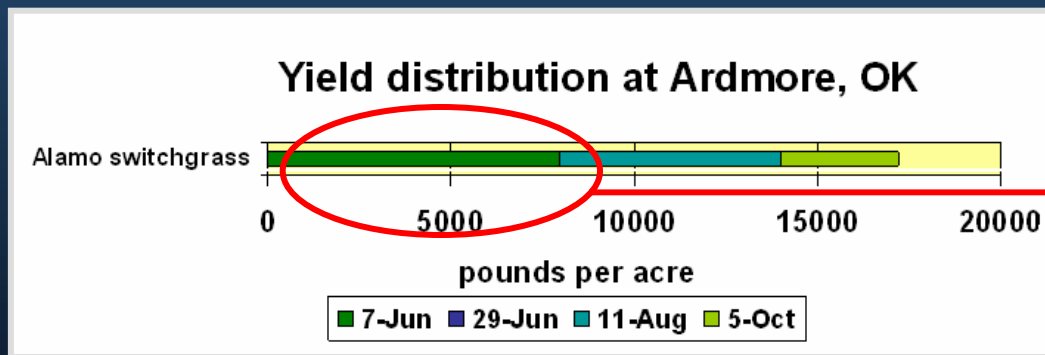 Yield distribution at Ardmore, OK
Alamo switchgrass
0 5000 10000 15000 20000
pounds per acre
7-Jun 29-Jun 11-Aug 5-Oct